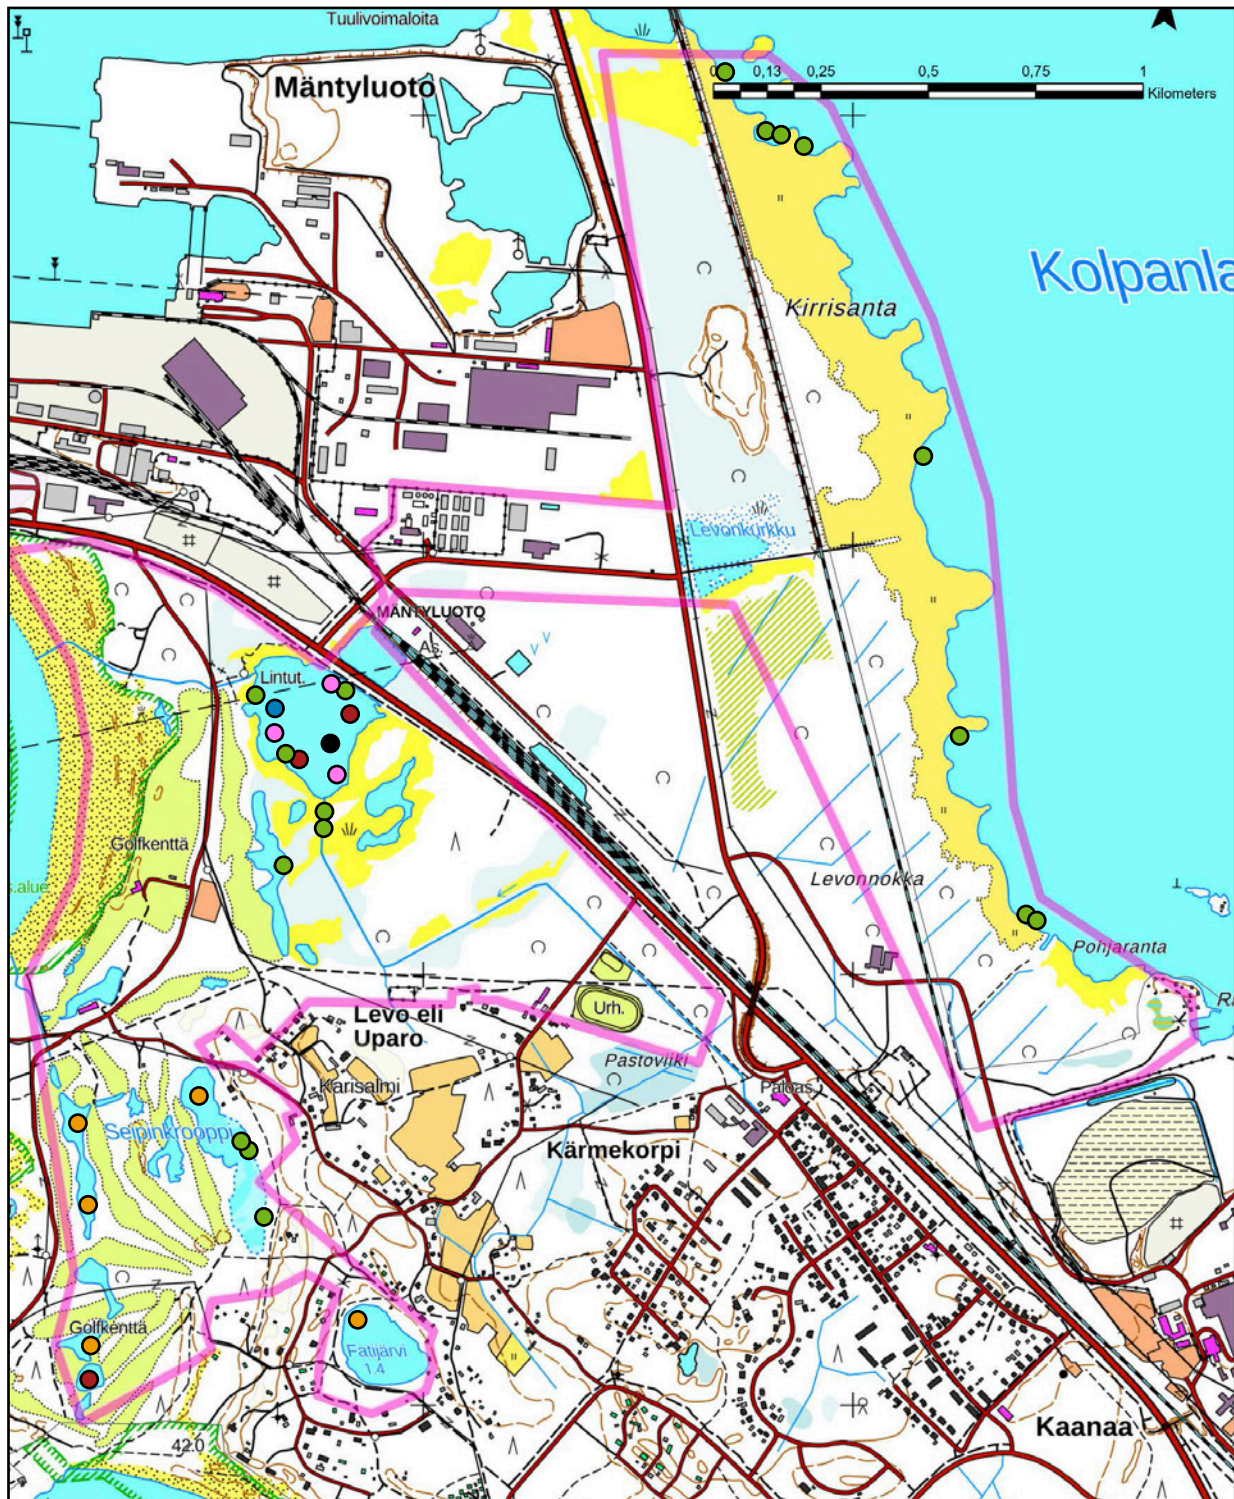 Tuulivoimaloita
Mäntyluoto
0 0,13 0,25 0,5 0,75 1
Kilometers
Kolpanla
Kirrisanta
Levonkurkku
MÄNTYLUOTO
As.
Lintut.
Golfkenttä
s.alue
Levonnokka
Pohjaranta
Levo eli
Uparo
Urh.
Pastoviiki
Karisalmi
Paloas.
Seipinkrooppi
Kärmekorpi
Golfkenttä
Fatijärvi
1.4
42.0
Kaanaa